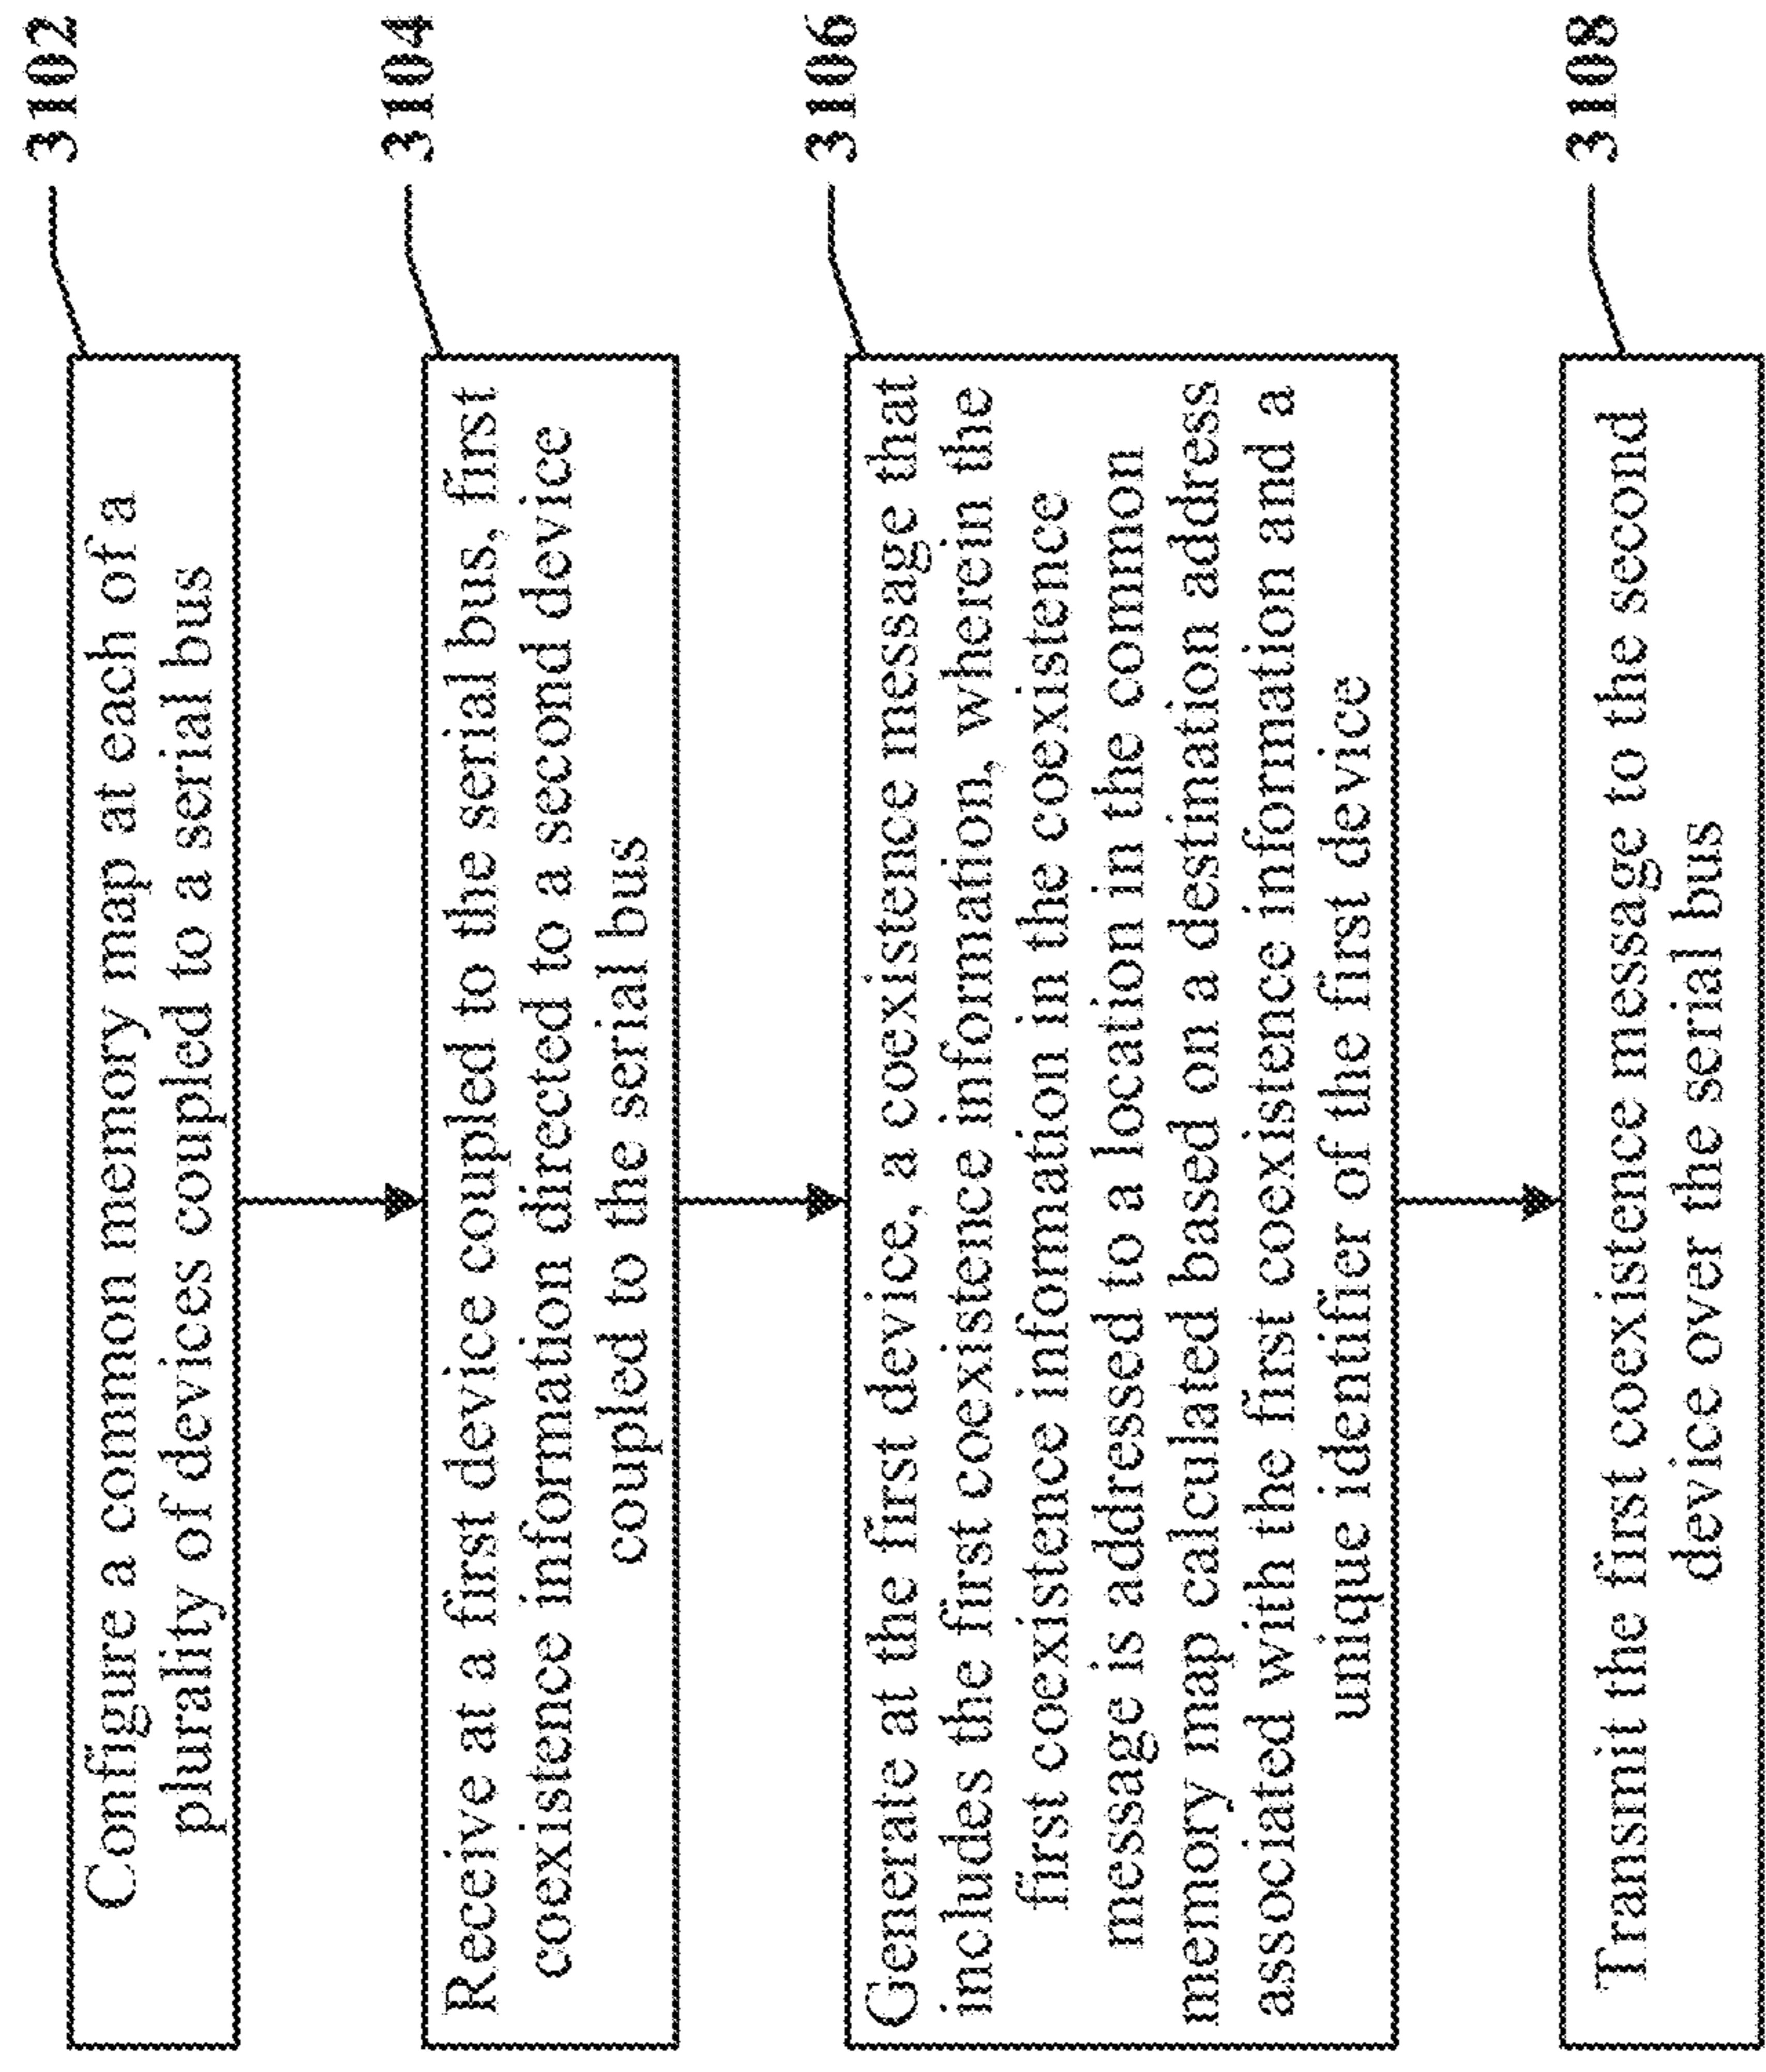 3102
Configure a common memory map at each of a
plurality of devices coupled to a serial bus
3104
Receive at a first device coupled to the serial bus, first
coexistence information directed to a second device
coupled to the serial bus
3106
Generate at the first device, a coexistence message that
includes the first coexistence information, wherein the
first coexistence information in the coexistence
message is addressed to a location in the common
memory map calculated based on a destination address
associated with the first coexistence information and a
unique identifier of the first device
3108
Transmit the first coexistence message to the second
device over the serial bus